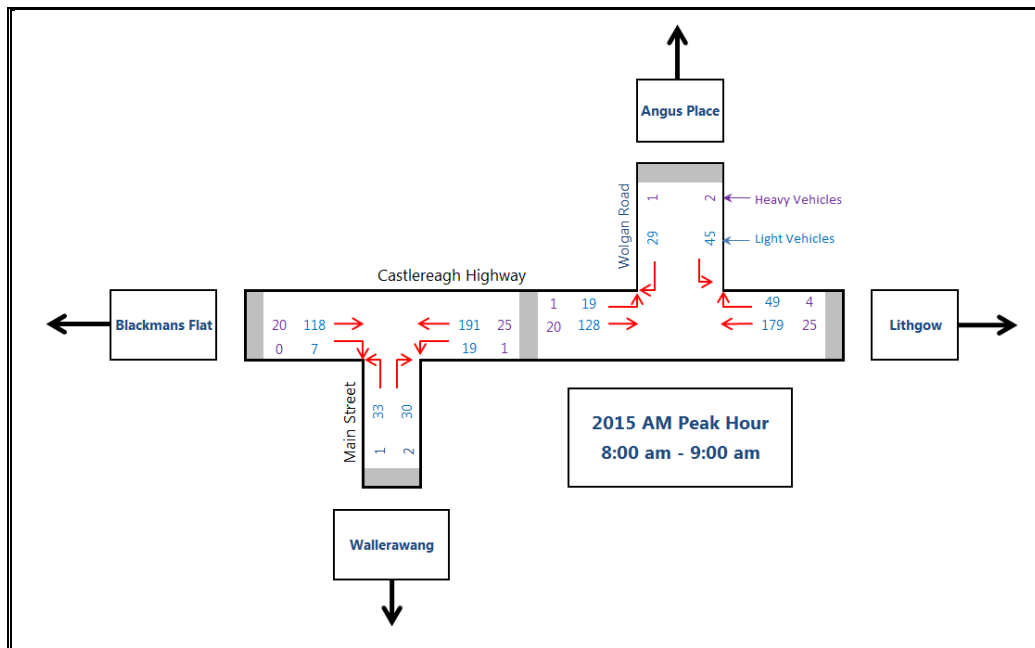 Angus Place
Wolgan Road
1 2
Heavy Vehicles
29 45
Light Vehicles
Castlereagh Highway
Blackmans Flat
20 118
191 25
1 19
49 4
Lithgow
0 7
19 1
20 128
179 25
Main Street
33 30
1 2
2015 AM Peak Hour
8:00 am - 9:00 am
Wallerawang